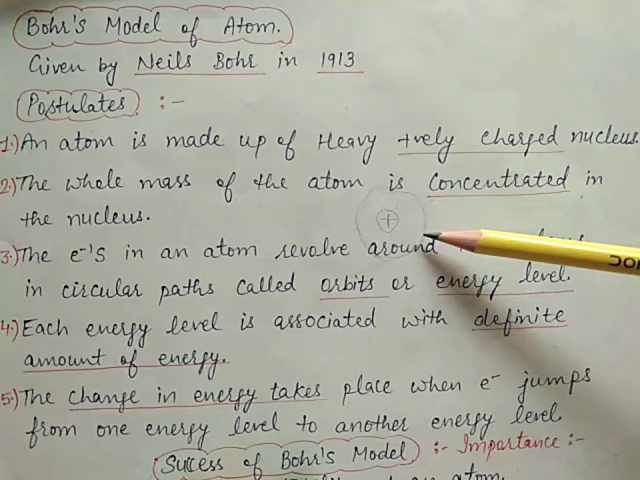 Bohr's Model of Atom.
Given by Neils Bohr in 1913
Postulates :-
1.) An atom is made up of Heavy +vely charged nucleus.
2.) The whole mass of the atom is concentrated in
the nucleus.
+
3.) The e-'s in an atom revolve around
in circular paths called orbits or energy level.
4.) Each energy level is associated with definite
amount of energy.
5.) The change in energy takes place when e- jumps
from one energy level to another energy level.
Sucess of Bohr's Model :- Impartance :-
an atom.